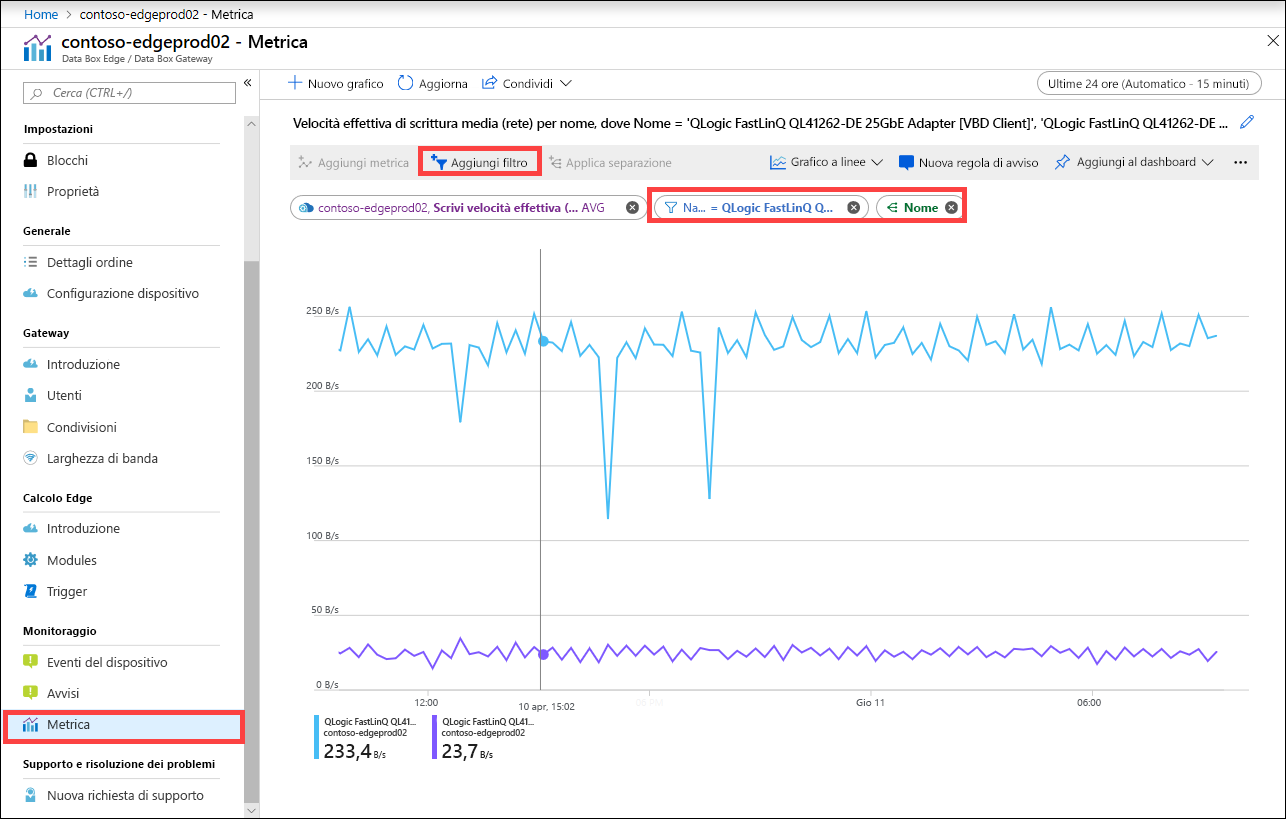 Home > contoso-edgeprod02 - Metrica
contoso-edgeprod02 - Metrica
Data Box Edge / Data Box Gateway
Cerca (CTRL+/)
«
Impostazioni
Blocchi
Proprietà
Generale
Dettagli ordine
Configurazione dispositivo
Gateway
Introduzione
Utenti
Condivisioni
Larghezza di banda
Calcolo Edge
Introduzione
Modules
Trigger
Monitoraggio
Eventi del dispositivo
Avvisi
Metrica
Supporto e risoluzione dei problemi
Nuova richiesta di supporto
Nuovo grafico Aggiorna Condividi
Ultime 24 ore (Automatico - 15 minuti)
Velocità effettiva di scrittura media (rete) per nome, dove Nome = 'QLogic FastLinQ QL41262-DE 25GbE Adapter [VBD Client]', 'QLogic FastLinQ QL41262-DE ...
Aggiungi metrica Aggiungi filtro Applica separazione Grafico a linee Nuova regola di avviso Aggiungi al dashboard ...
contoso-edgeprod02, Scrivi velocità effettiva (... AVG Na... = QLogic FastLinQ Q... Nome
250 B/s
200 B/s
150 B/s
100 B/s
50 B/s
0 B/s
12:00 10 apr, 15:02 06 PM Gio 11 06:00
QLogic FastLinQ QL41... QLogic FastLinQ QL41...
contoso-edgeprod02 contoso-edgeprod02
233,4 B/s 23,7 B/s